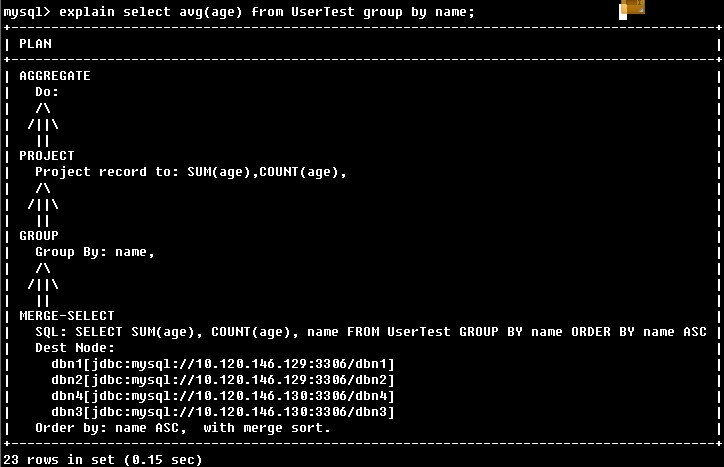 mysql> explain select avg(age) from UserTest group by name;
+---------------------------------------------------------------------------------------+
| PLAN                                                                                  |
+---------------------------------------------------------------------------------------+
| AGGREGATE                                                                             |
|   Do:                                                                                 |
|   /\                                                                                  |
|  /||\                                                                                 |
|   ||                                                                                  |
| PROJECT                                                                               |
|   Project record to: SUM(age),COUNT(age),                                             |
|   /\                                                                                  |
|  /||\                                                                                 |
|   ||                                                                                  |
| GROUP                                                                                 |
|   Group By: name,                                                                     |
|   /\                                                                                  |
|  /||\                                                                                 |
|   ||                                                                                  |
| MERGE-SELECT                                                                          |
|   SQL: SELECT SUM(age), COUNT(age), name FROM UserTest GROUP BY name ORDER BY name ASC |
|   Dest Node:                                                                          |
|     dbn1[jdbc:mysql://10.120.146.129:3306/dbn1]                                       |
|     dbn2[jdbc:mysql://10.120.146.129:3306/dbn2]                                       |
|     dbn4[jdbc:mysql://10.120.146.130:3306/dbn4]                                       |
|     dbn3[jdbc:mysql://10.120.146.130:3306/dbn3]                                       |
|   Order by: name ASC,  with merge sort.                                               |
+---------------------------------------------------------------------------------------+
23 rows in set (0.15 sec)